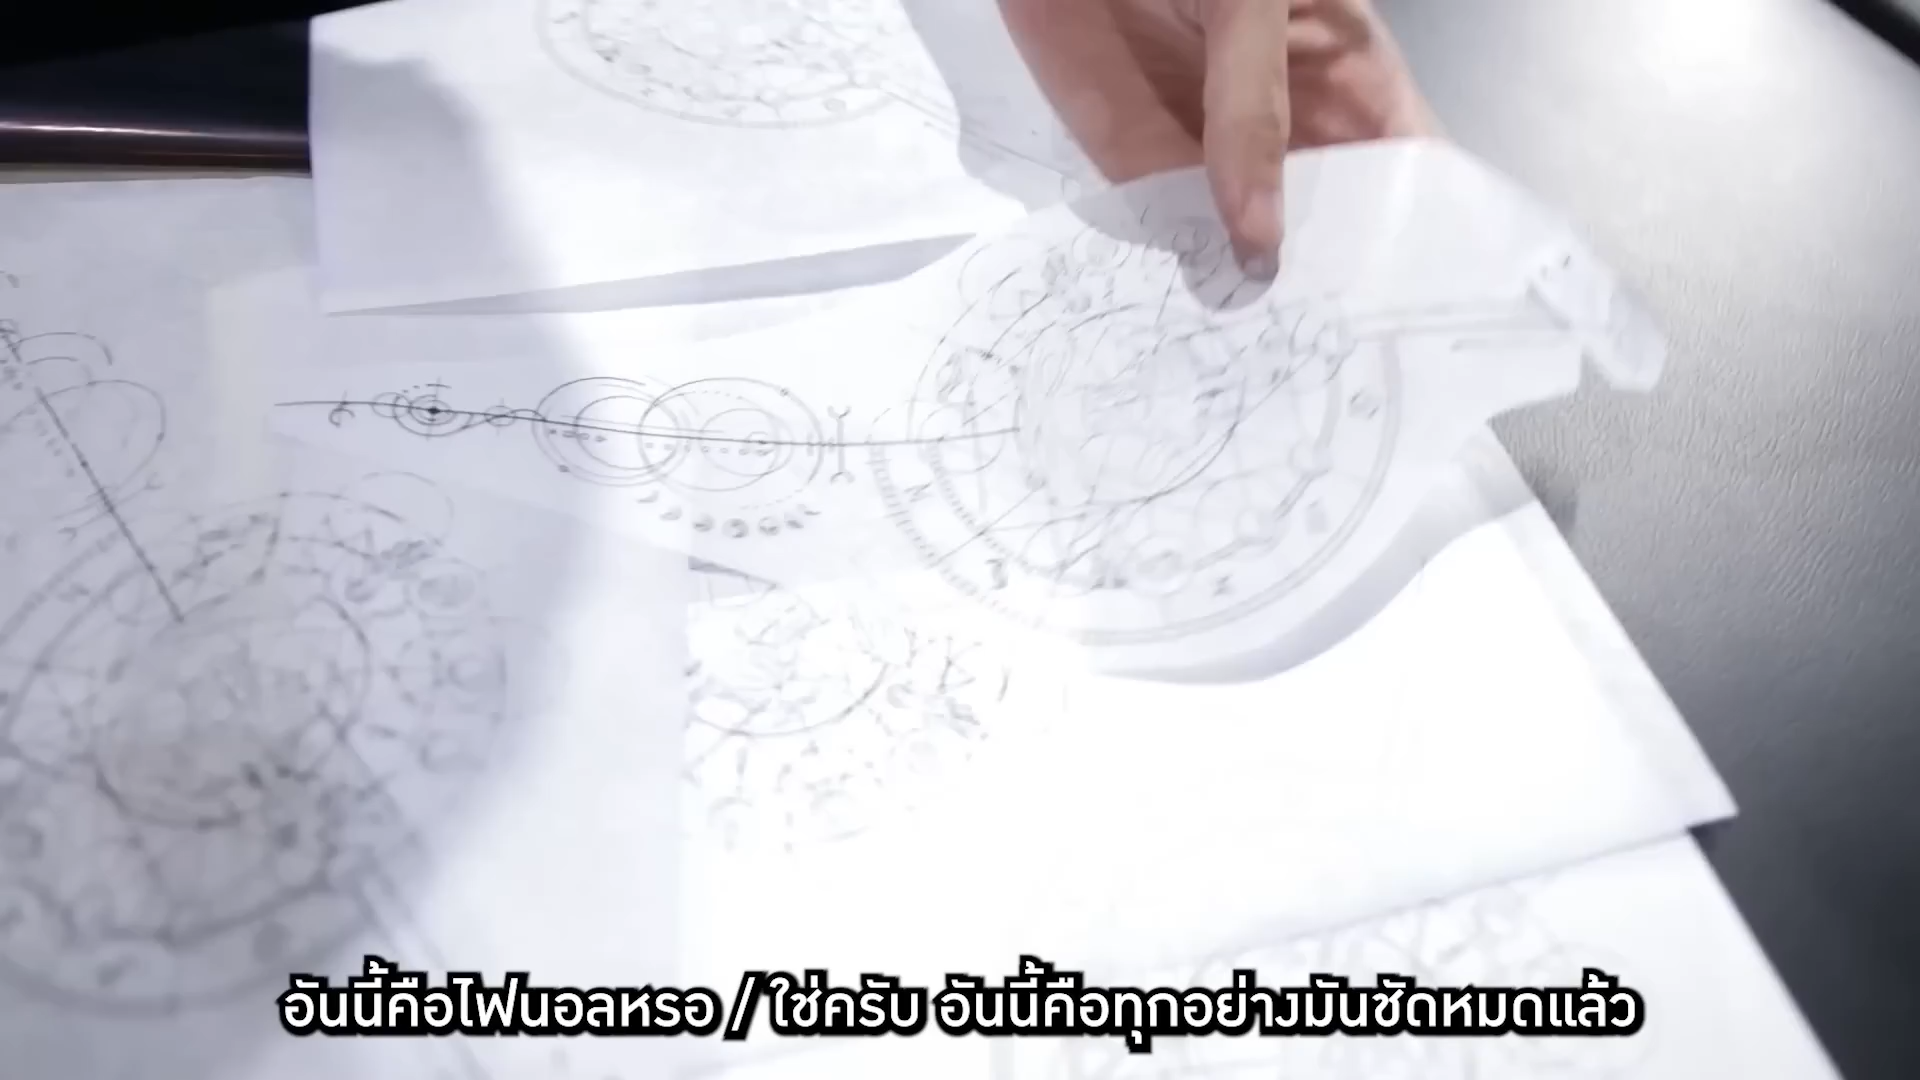 อันนี้คือไฟนอลหรอ / ใช่ครับ อันนี้คือทุกอย่างมันชัดหมดแล้ว